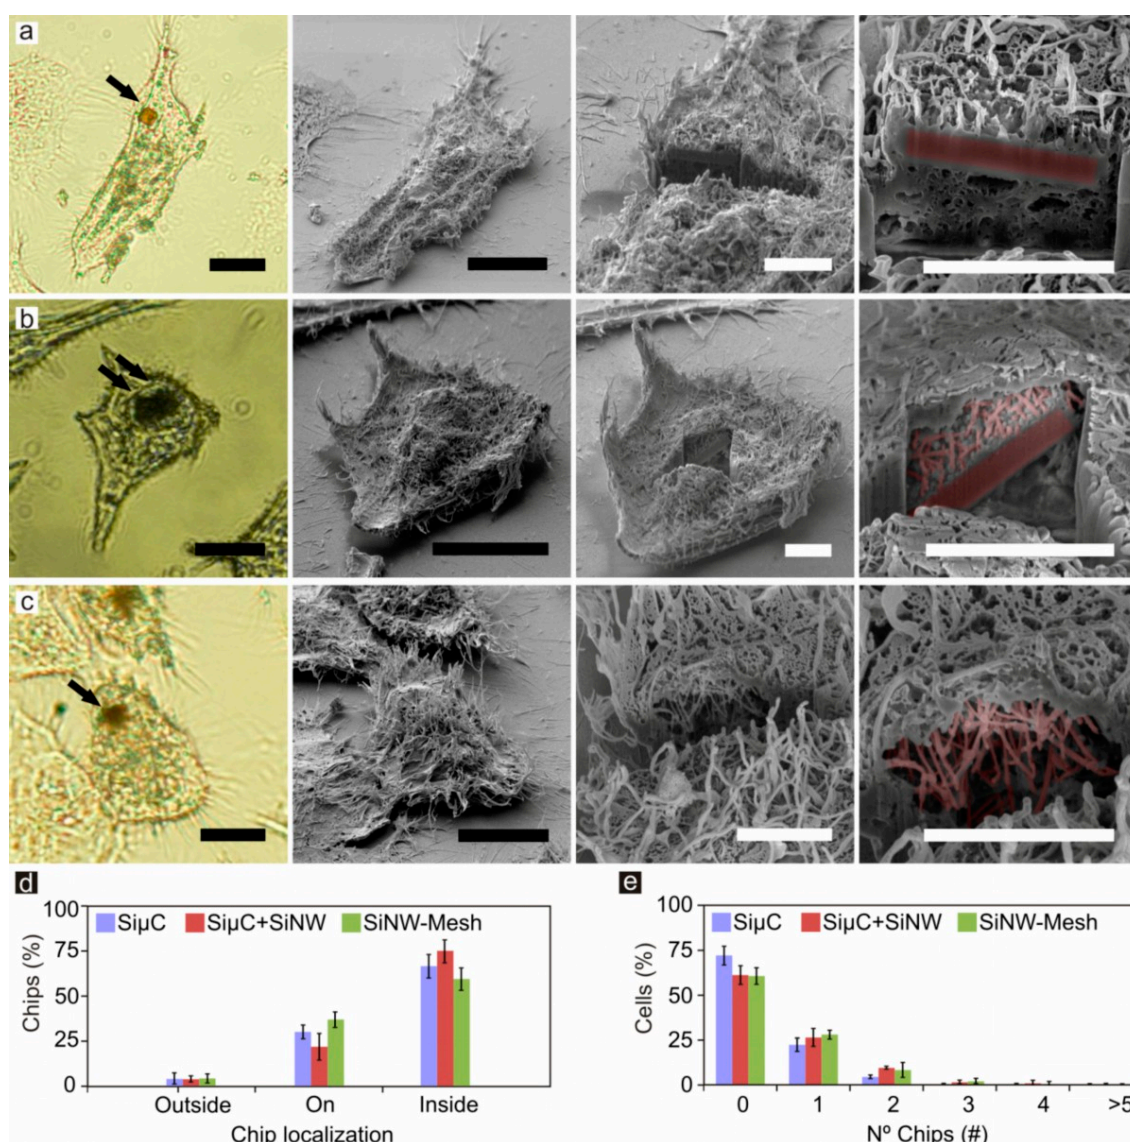 a
b
c
d
100
75
50
25
0
Chips (%)
SiµC SiµC+SiNW SiNW-Mesh
Outside On Inside
Chip localization
e
100
75
50
25
0
Cells (%)
SiµC SiµC+SiNW SiNW-Mesh
0 1 2 3 4 >5
Nº Chips (#)